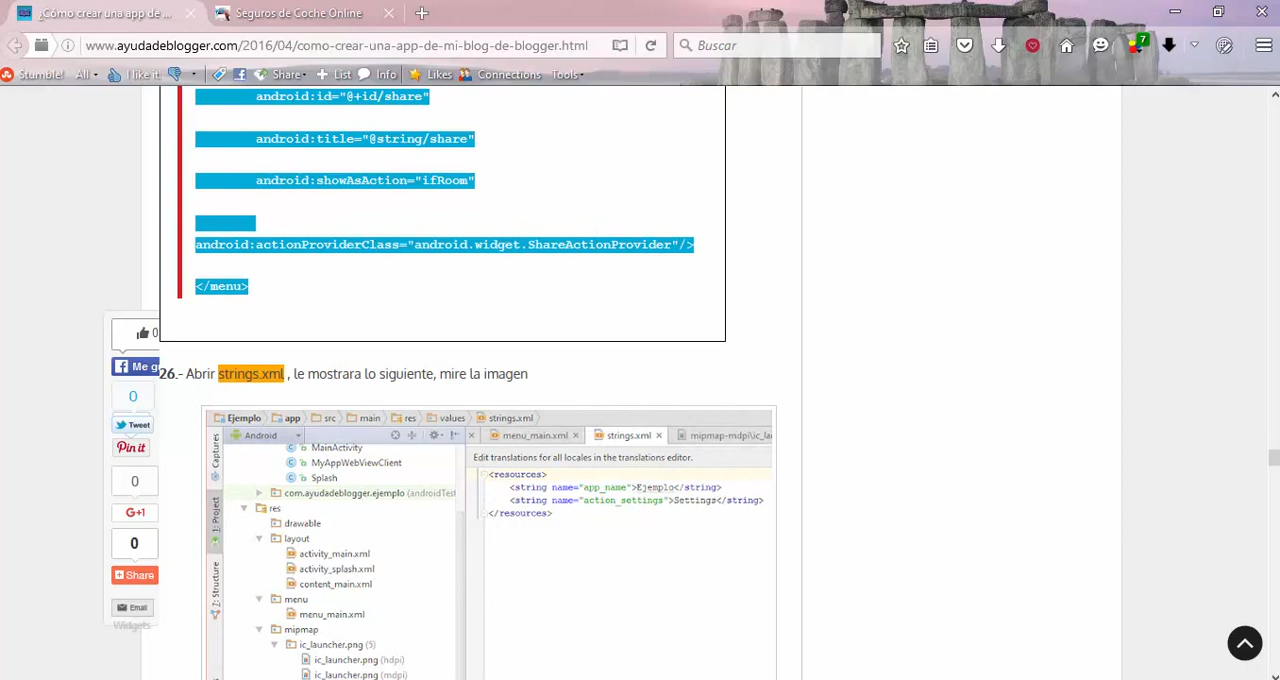 ¿Cómo crear una app de ...
Seguros de Coche Online
www.ayudadeblogger.com/2016/04/como-crear-una-app-de-mi-blog-de-blogger.html
Buscar
7
Stumble! All I like it! Share List Info Likes Connections Tools
android:id="@+id/share"
android:title="@string/share"
android:showAsAction="ifRoom"
android:actionProviderClass="android.widget.ShareActionProvider"/>
</menu>
0
Me g
0
Tweet
Pin it
0
G+1
0
Share
Email
Widgets
26.- Abrir strings.xml , le mostrara lo siguiente, mire la imagen
Ejemplo app src main res values strings.xml
Android
menu_main.xml strings.xml mipmap-mdpi\ic_la
Edit translations for all locales in the translations editor.
<resources>
<string name="app_name">Ejemplo</string>
<string name="action_settings">Settings</string>
</resources>
Captures
1: Project
7: Structure
MainActivity
MyAppWebViewClient
Splash
com.ayudadeblogger.ejemplo (androidTest
res
drawable
layout
activity_main.xml
activity_splash.xml
content_main.xml
menu
menu_main.xml
mipmap
ic_launcher.png (5)
ic_launcher.png (hdpi)
ic_launcher.png (mdpi)